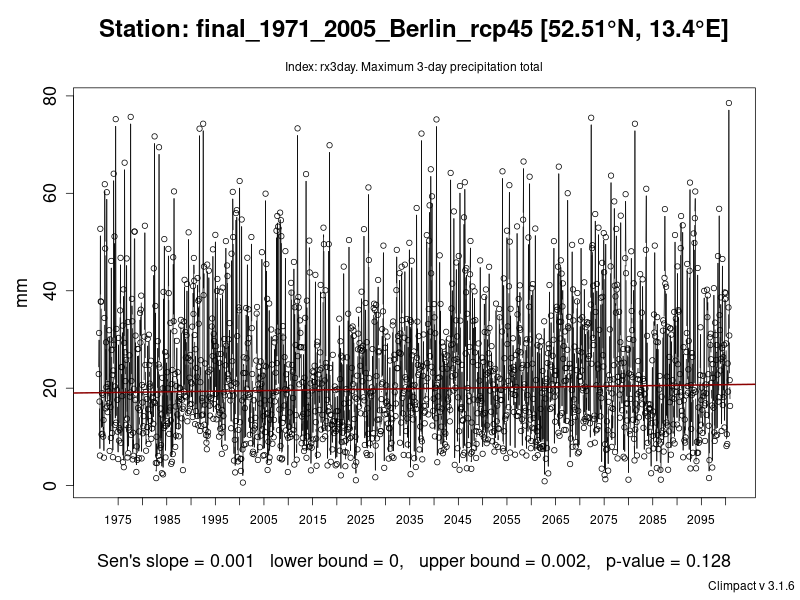 Station: final_1971_2005_Berlin_rcp45 [52.51°N, 13.4°E]
Index: rx3day. Maximum 3-day precipitation total
80
60
40
20
0
mm
1975 1985 1995 2005 2015 2025 2035 2045 2055 2065 2075 2085 2095
Sen's slope = 0.001 lower bound = 0, upper bound = 0.002, p-value = 0.128
Climpact v 3.1.6